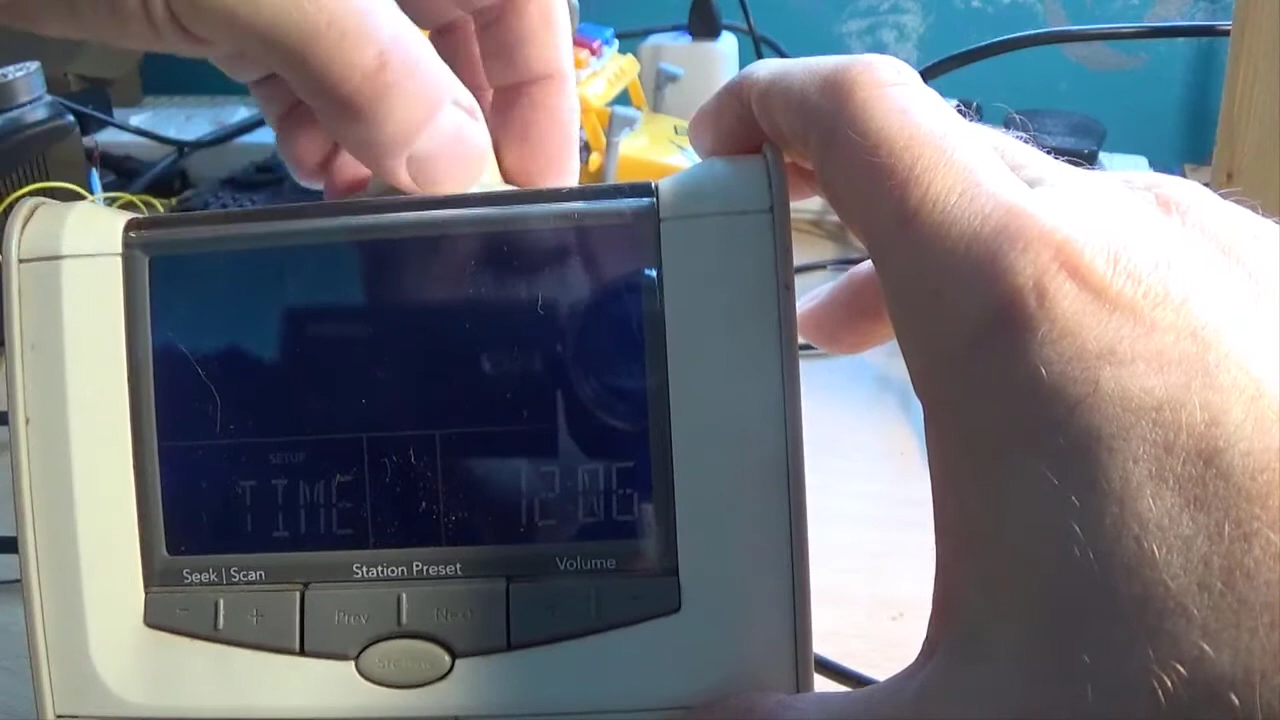 SETUP
TIME 12:06
Seek | Scan Station Preset Volume
- + Prev Next + -